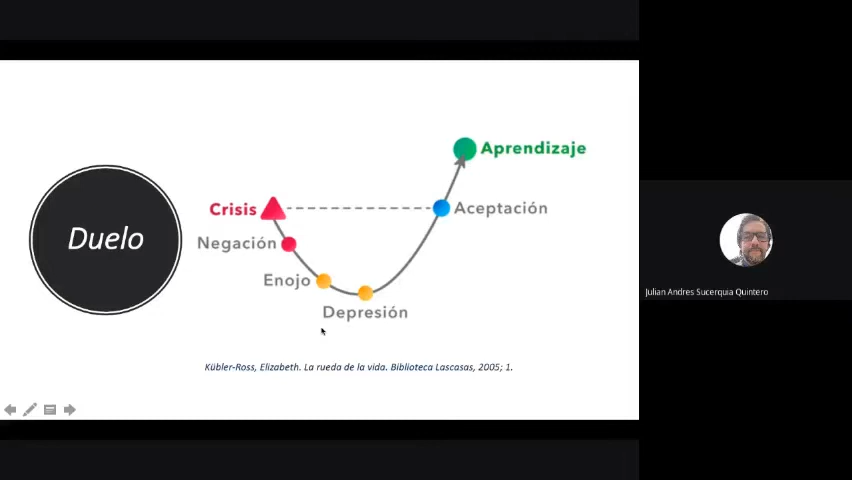 Duelo
Aprendizaje
Crisis
Aceptación
Negación
Enojo
Depresión
Kübler-Ross, Elizabeth. La rueda de la vida. Biblioteca Lascasas, 2005; 1.
Julian Andres Sucerquia Quintero